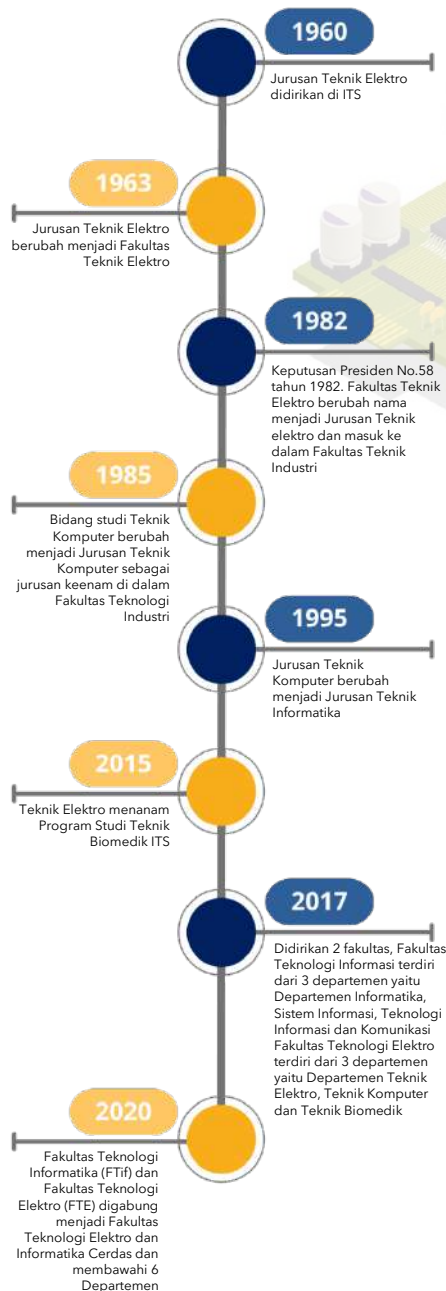 1960
Jurusan Teknik Elektro
didirikan di ITS
1963
Jurusan Teknik Elektro
berubah menjadi Fakultas
Teknik Elektro
1982
Keputusan Presiden No.58
tahun 1982. Fakultas Teknik
Elektro berubah nama
menjadi Jurusan Teknik
elektro dan masuk ke
dalam Fakultas Teknik
Industri
1985
Bidang studi Teknik
Komputer berubah
menjadi Jurusan Teknik
Komputer sebagai
jurusan keenam di dalam
Fakultas Teknologi
Industri
1995
Jurusan Teknik
Komputer berubah
menjadi Jurusan Teknik
Informatika
2015
Teknik Elektro menanam
Program Studi Teknik
Biomedik ITS
2017
Didirikan 2 fakultas, Fakultas
Teknologi Informasi terdiri
dari 3 departemen yaitu
Departemen Informatika,
Sistem Informasi, Teknologi
Informasi dan Komunikasi
Fakultas Teknologi Elektro
terdiri dari 3 departemen
yaitu Departemen Teknik
Elektro, Teknik Komputer
dan Teknik Biomedik
2020
Fakultas Teknologi
Informatika (FTif) dan
Fakultas Teknologi
Elektro (FTE) digabung
menjadi Fakultas
Teknologi Elektro dan
Informatika Cerdas dan
membawahi 6
Departemen